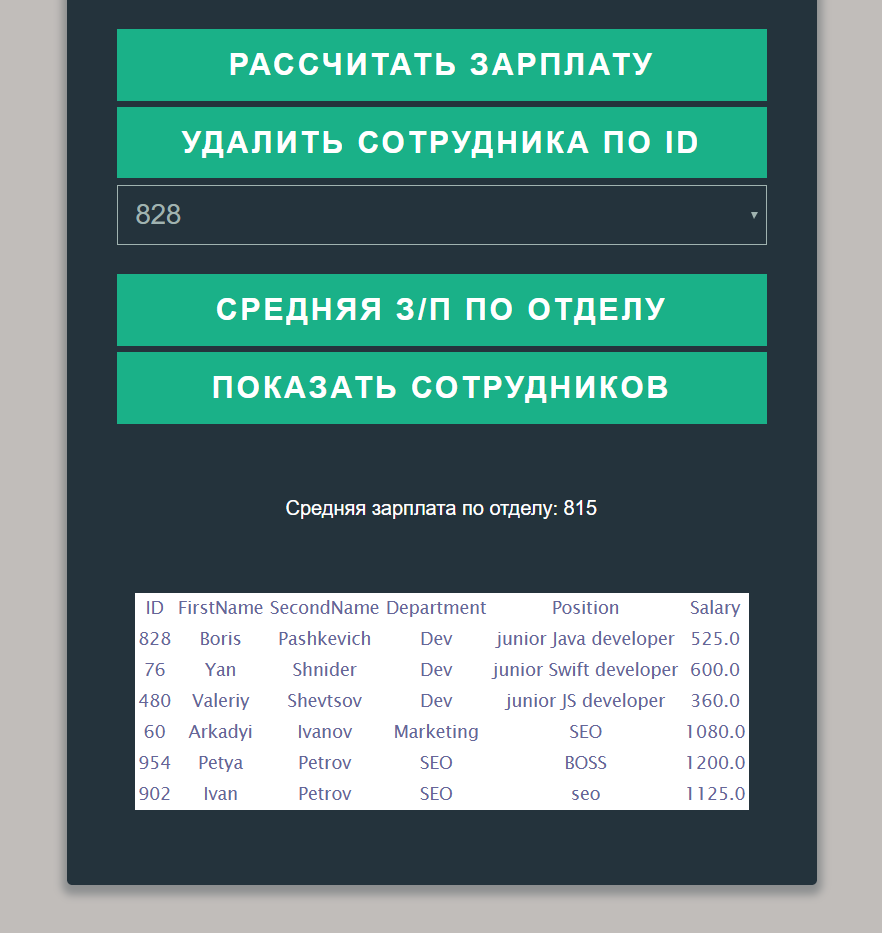 РАССЧИТАТЬ ЗАРПЛАТУ
УДАЛИТЬ СОТРУДНИКА ПО ID
828
СРЕДНЯЯ З/П ПО ОТДЕЛУ
ПОКАЗАТЬ СОТРУДНИКОВ
Средняя зарплата по отделу: 815
ID FirstName SecondName Department Position Salary
828 Boris Pashkevich Dev junior Java developer 525.0
76 Yan Shnider Dev junior Swift developer 600.0
480 Valeriy Shevtsov Dev junior JS developer 360.0
60 Arkadyi Ivanov Marketing SEO 1080.0
954 Petya Petrov SEO BOSS 1200.0
902 Ivan Petrov SEO seo 1125.0